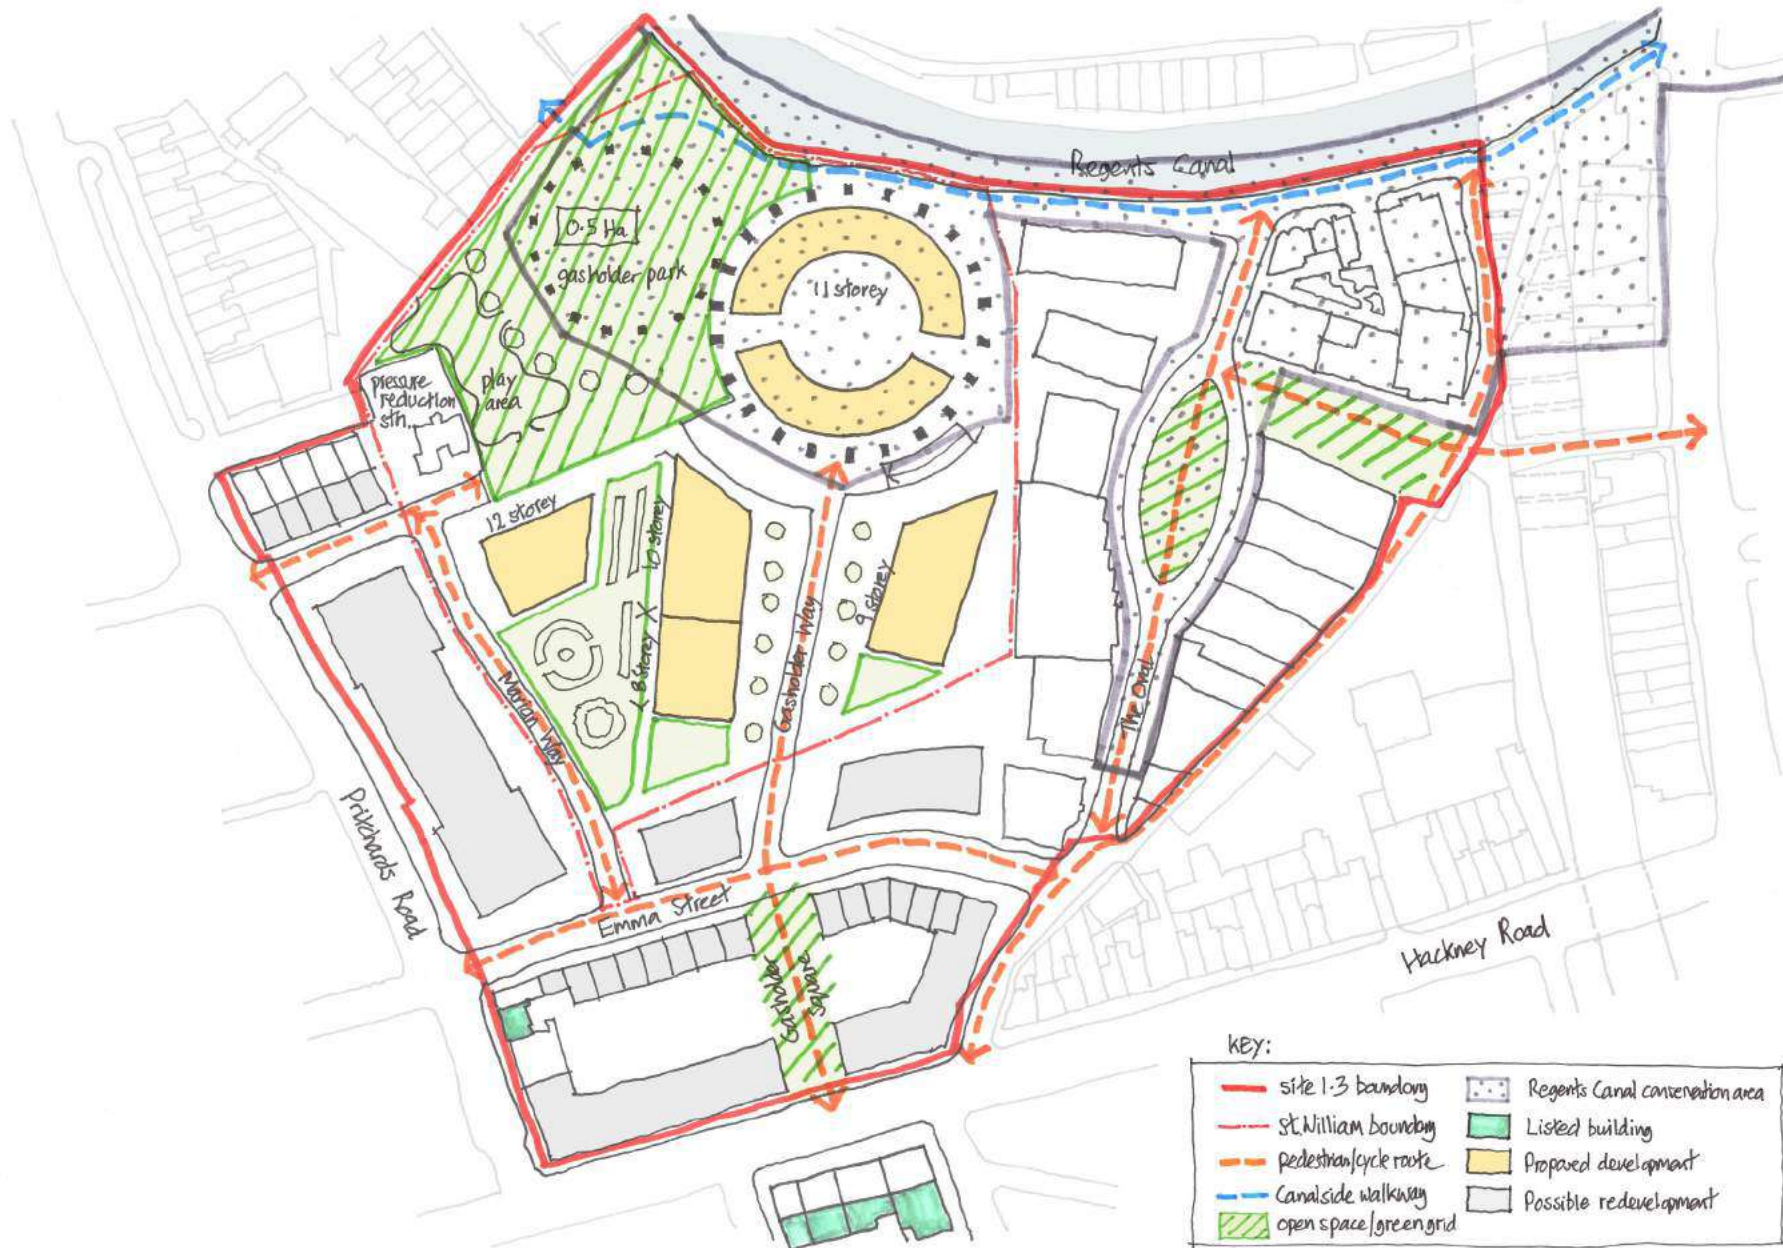 Regents Canal
0.5 Ha
gasholder park
11 storey
pressure
reduction
stn.
play
area
12 storey
10 storey
9 storey
8 storey
Marian Way
Gasholder Way
The Oval
Pritchards Road
Emma Street
Gasholder
Square
Hackney Road
KEY:
site 1.3 boundary
St. William boundary
pedestrian/cycle route
Canalside walkway
open space/green grid
Regents Canal conservation area
Listed building
Proposed development
Possible redevelopment